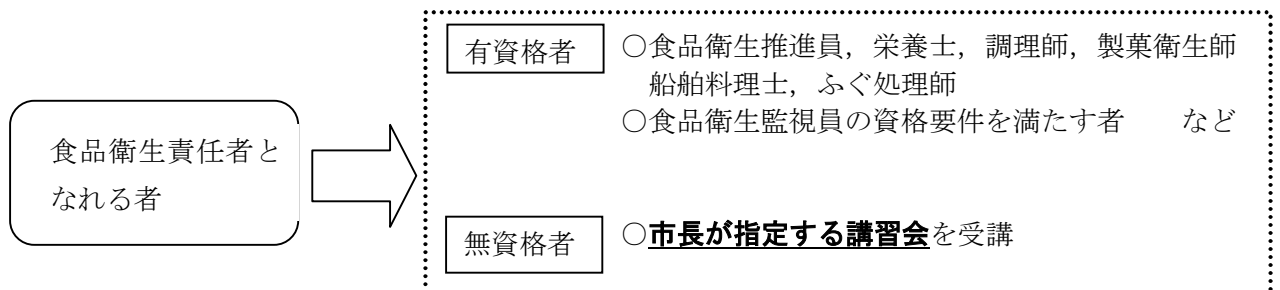 食品衛生責任者と
なれる者
有資格者
○食品衛生推進員，栄養士，調理師，製菓衛生師
船舶料理士，ふぐ処理師
○食品衛生監視員の資格要件を満たす者　　など
無資格者
○市長が指定する講習会を受講